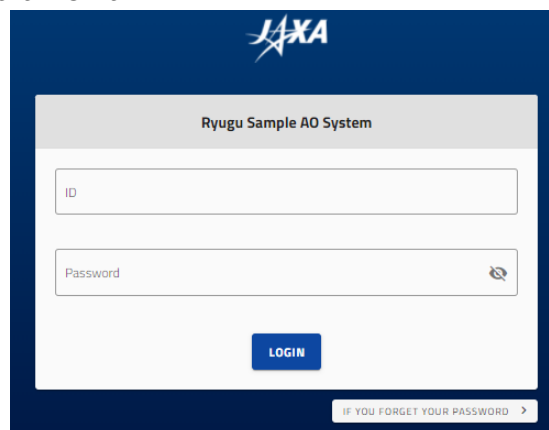 JAXA
Ryugu Sample AO System
ID
Password
LOGIN
IF YOU FORGET YOUR PASSWORD